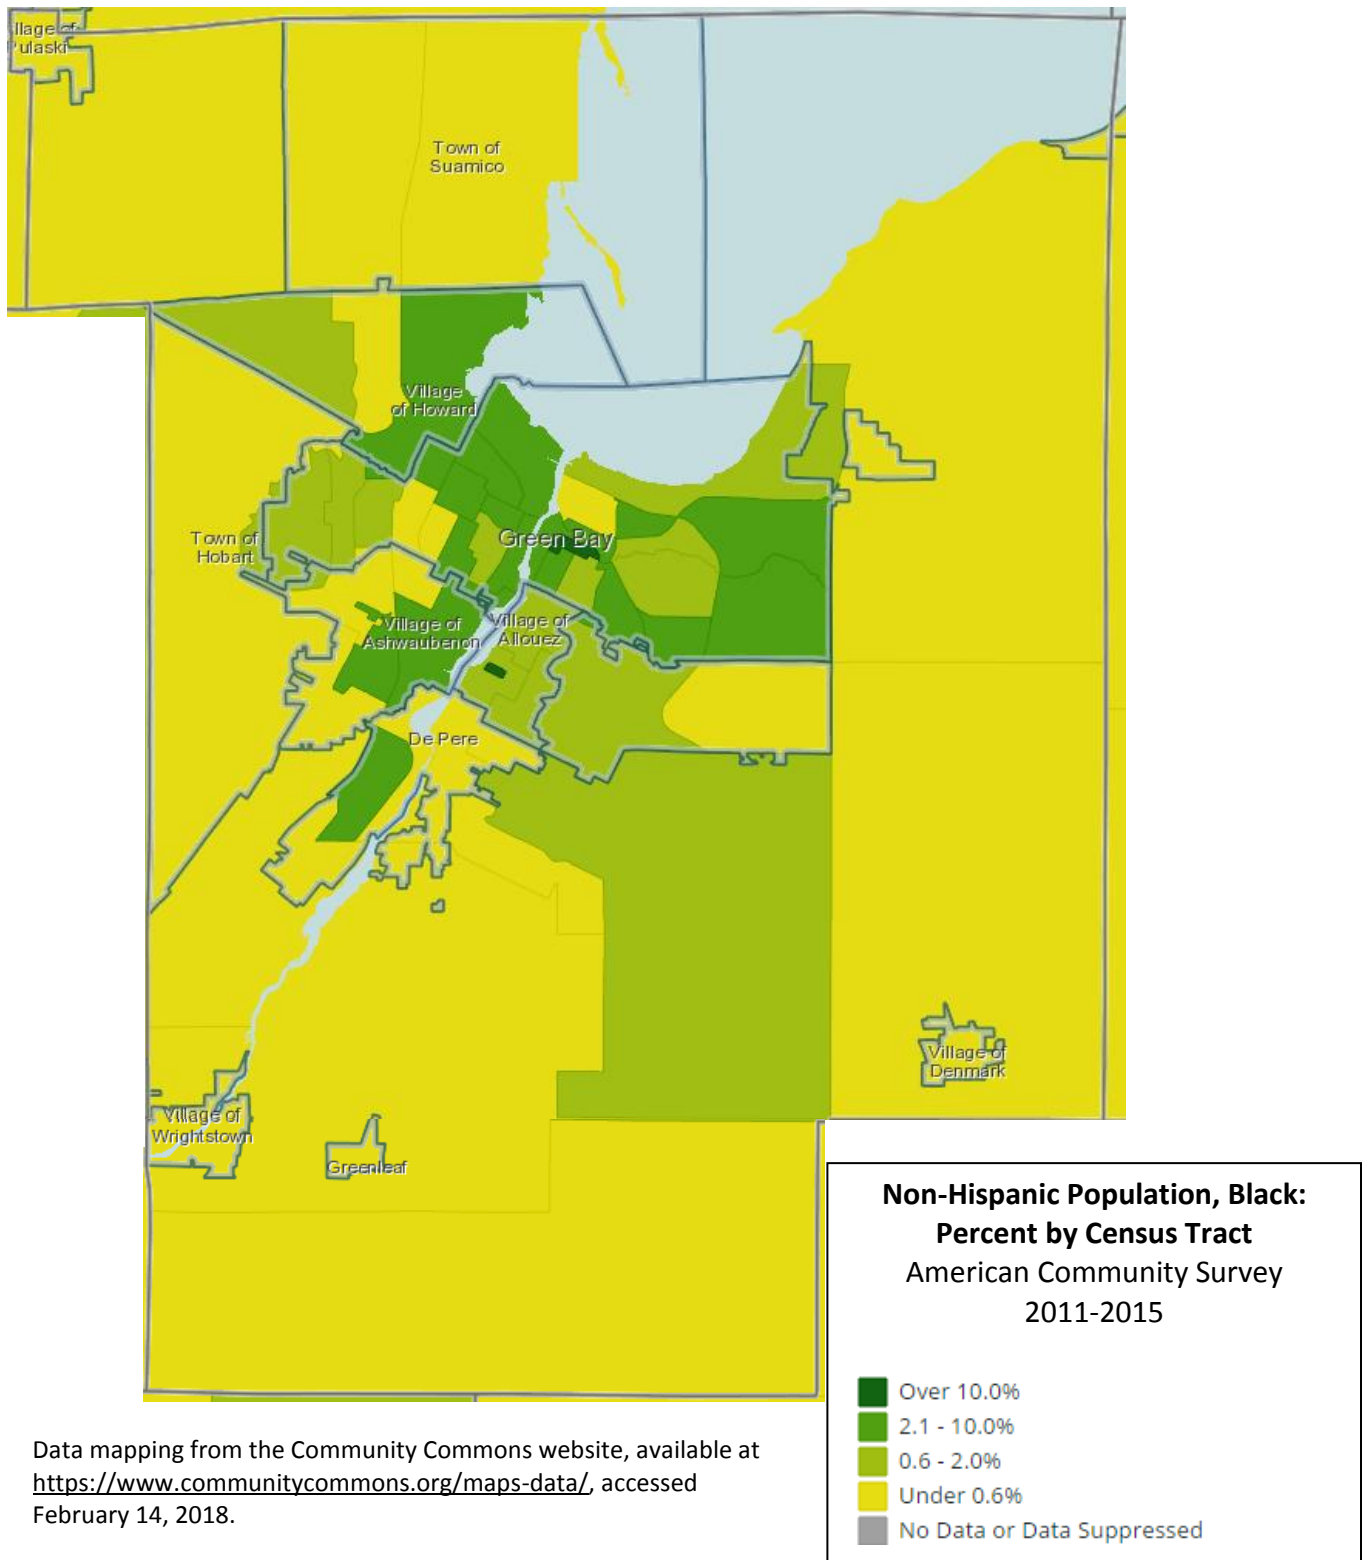 llage of
Pulaski
Town of
Suamico
Village
of Howard
Green Bay
Town of
Hobart
Village of
Ashwaubenon
Village of
Allouez
De Pere
Village of
Denmark
Village of
Wrightstown
Greenleaf
Non-Hispanic Population, Black:
Percent by Census Tract
American Community Survey
2011-2015
Over 10.0%
2.1 - 10.0%
0.6 - 2.0%
Under 0.6%
No Data or Data Suppressed
Data mapping from the Community Commons website, available at
https://www.communitycommons.org/maps-data/, accessed
February 14, 2018.